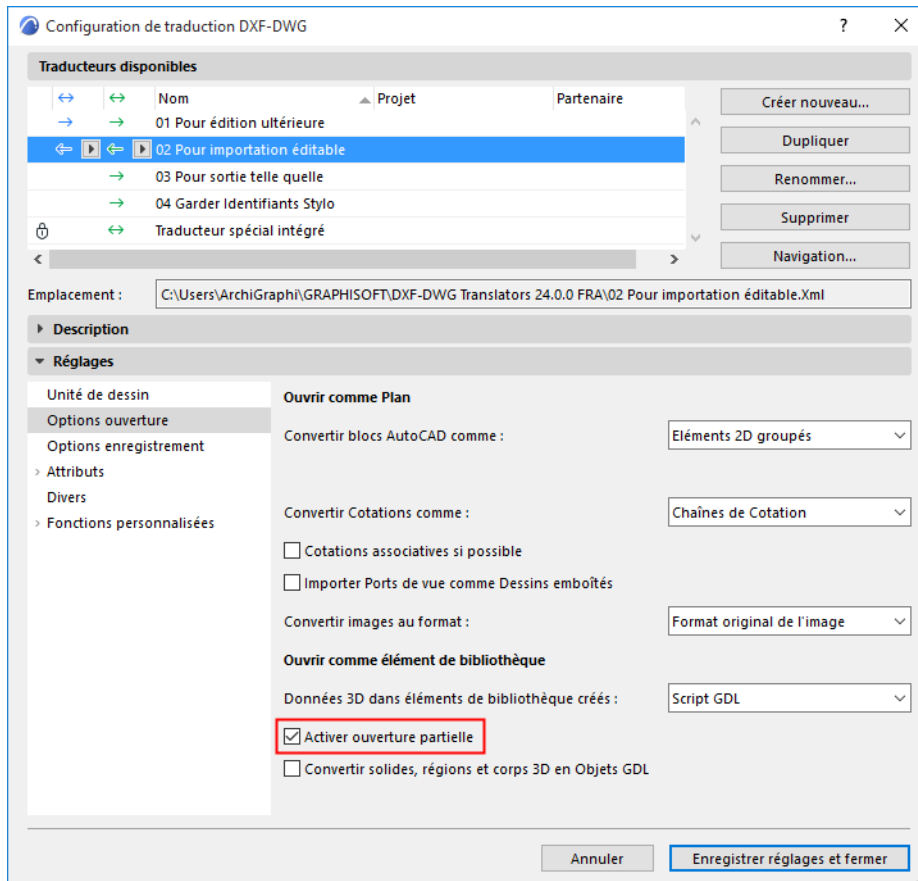 Configuration de traduction DXF-DWG
Traducteurs disponibles
Nom Projet Partenaire
01 Pour édition ultérieure
02 Pour importation éditable
03 Pour sortie telle quelle
04 Garder Identifiants Stylo
Traducteur spécial intégré
Créer nouveau...
Dupliquer
Renommer...
Supprimer
Navigation...
Emplacement : C:\Users\ArchiGraphi\GRAPHISOFT\DXF-DWG Translators 24.0.0 FRA\02 Pour importation éditable.Xml
Description
Réglages
Unité de dessin
Options ouverture
Options enregistrement
Attributs
Divers
Fonctions personnalisées
Ouvrir comme Plan
Convertir blocs AutoCAD comme : Eléments 2D groupés
Convertir Cotations comme : Chaînes de Cotation
Cotations associatives si possible
Importer Ports de vue comme Dessins emboîtés
Convertir images au format : Format original de l'image
Ouvrir comme élément de bibliothèque
Données 3D dans éléments de bibliothèque créés : Script GDL
Activer ouverture partielle
Convertir solides, régions et corps 3D en Objets GDL
Annuler Enregistrer réglages et fermer